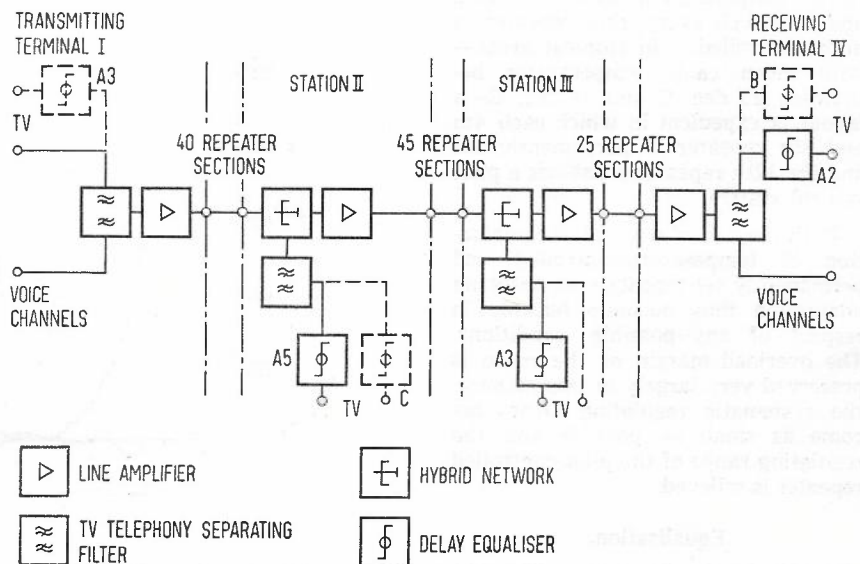 TRANSMITTING
TERMINAL I
A3
TV
VOICE
CHANNELS
40 REPEATER
SECTIONS
STATION II
A5
TV
C
45 REPEATER
SECTIONS
STATION III
A3
TV
25 REPEATER
SECTIONS
RECEIVING
TERMINAL IV
B
TV
A2
VOICE
CHANNELS
LINE AMPLIFIER
HYBRID NETWORK
TV TELEPHONY SEPARATING
FILTER
DELAY EQUALISER